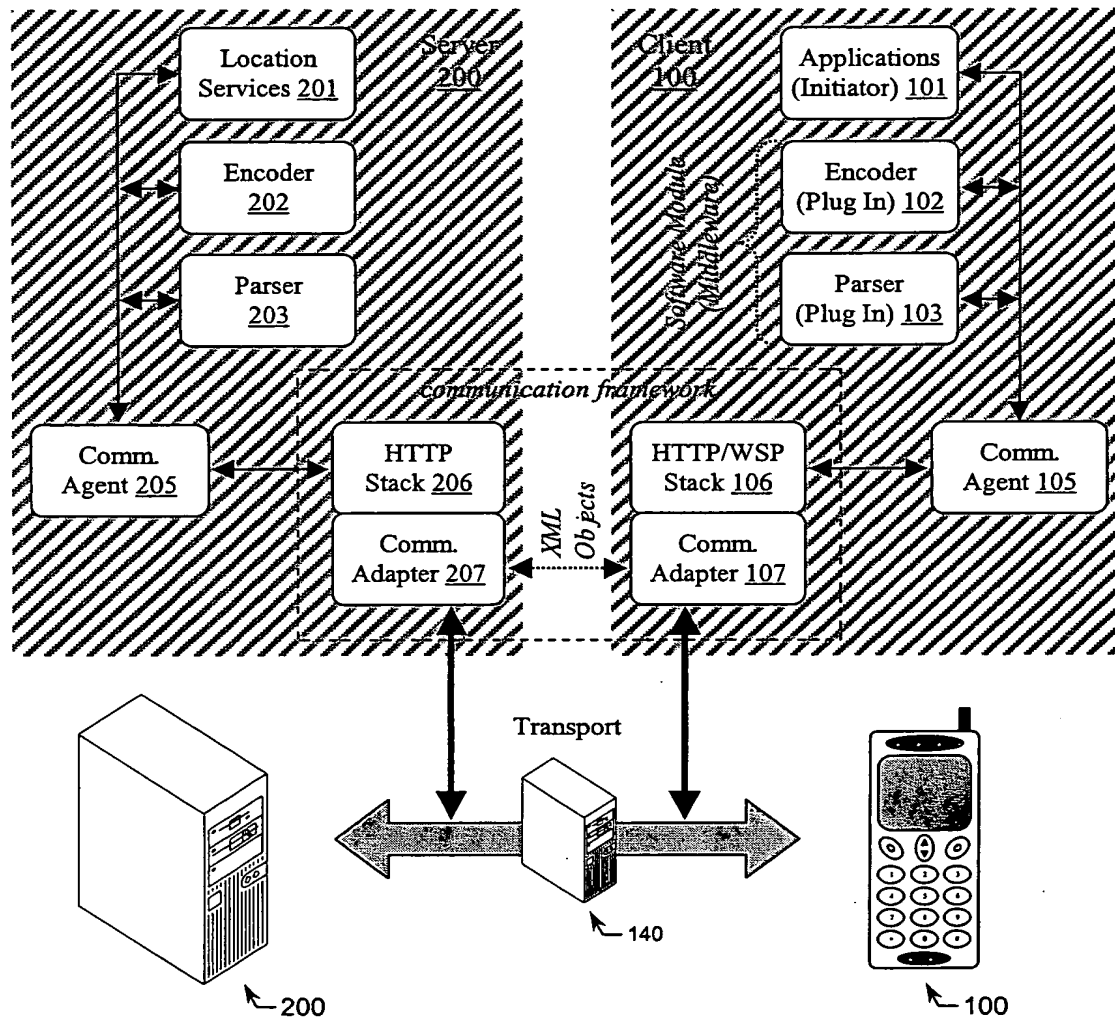 Server
200
Location
Services 201
Encoder
202
Parser
203
Comm.
Agent 205
Client
100
Applications
(Initiator) 101
Encoder
(Plug In) 102
Parser
(Plug In) 103
Software-Module
(Middleware)
communication framework
HTTP
Stack 206
Comm.
Adapter 207
XML
Objects
HTTP/WSP
Stack 106
Comm.
Adapter 107
Comm.
Agent 105
Transport
200
140
100